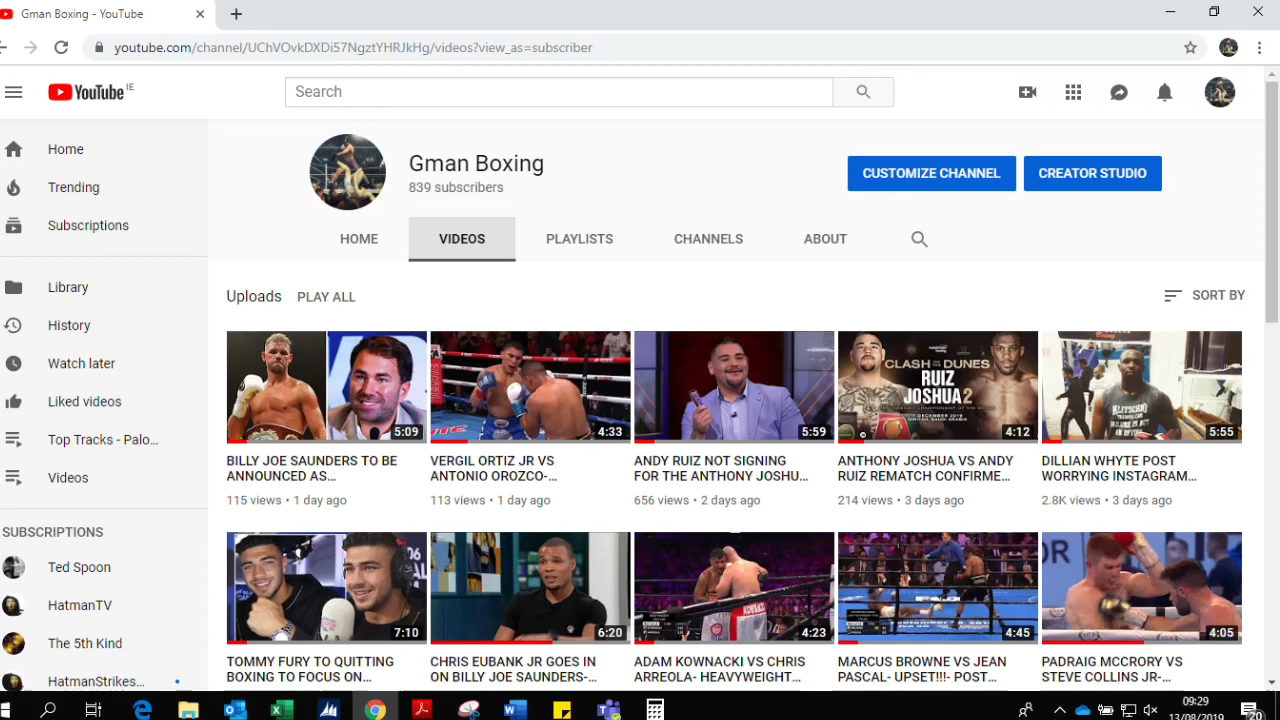 Gman Boxing - YouTube
youtube.com/channel/UChVOvkDXDi57NgztYHRJkHg/videos?view_as=subscriber
YouTube IE
Search
Home
Trending
Subscriptions
Library
History
Watch later
Liked videos
Top Tracks - Palo...
Videos
SUBSCRIPTIONS
Ted Spoon
HatmanTV
The 5th Kind
HatmanStrikes...
Gman Boxing
839 subscribers
CUSTOMIZE CHANNEL
CREATOR STUDIO
HOME
VIDEOS
PLAYLISTS
CHANNELS
ABOUT
Uploads
PLAY ALL
SORT BY
5:09
BILLY JOE SAUNDERS TO BE
ANNOUNCED AS...
115 views • 1 day ago
4:33
VERGIL ORTIZ JR VS
ANTONIO OROZCO-...
113 views • 1 day ago
5:59
ANDY RUIZ NOT SIGNING
FOR THE ANTHONY JOSHU...
656 views • 2 days ago
CLASH ON THE DUNES
RUIZ
JOSHUA 2
4:12
ANTHONY JOSHUA VS ANDY
RUIZ REMATCH CONFIRME...
214 views • 3 days ago
KLITSCHKO
5:55
DILLIAN WHYTE POST
WORRYING INSTAGRAM...
2.8K views • 3 days ago
06
7:10
TOMMY FURY TO QUITTING
BOXING TO FOCUS ON...
6:20
CHRIS EUBANK JR GOES IN
ON BILLY JOE SAUNDERS-...
4:23
ADAM KOWNACKI VS CHRIS
ARREOLA- HEAVYWEIGHT...
4:45
MARCUS BROWNE VS JEAN
PASCAL- UPSET!!!- POST...
4:05
PADRAIG MCCRORY VS
STEVE COLLINS JR-...
09:29
13/08/2019
20